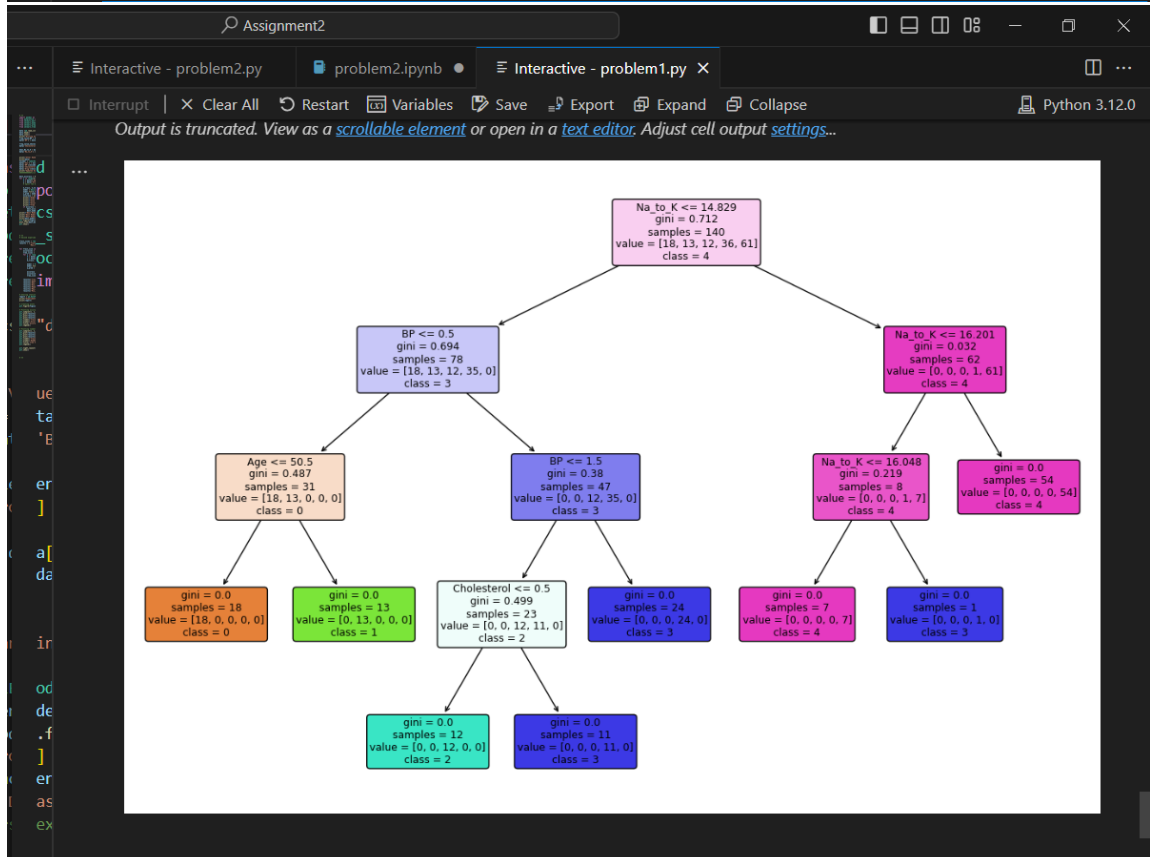 Assignment2
Interactive - problem2.py
problem2.ipynb
Interactive - problem1.py
Interrupt
Clear All
Restart
Variables
Save
Export
Expand
Collapse
Python 3.12.0
Output is truncated. View as a scrollable element or open in a text editor. Adjust cell output settings...
Na_to_K <= 14.829
gini = 0.712
samples = 140
value = [18, 13, 12, 36, 61]
class = 4
BP <= 0.5
gini = 0.694
samples = 78
value = [18, 13, 12, 35, 0]
class = 3
Na_to_K <= 16.201
gini = 0.032
samples = 62
value = [0, 0, 0, 1, 61]
class = 4
Age <= 50.5
gini = 0.487
samples = 31
value = [18, 13, 0, 0, 0]
class = 0
BP <= 1.5
gini = 0.38
samples = 47
value = [0, 0, 12, 35, 0]
class = 3
Na_to_K <= 16.048
gini = 0.219
samples = 8
value = [0, 0, 0, 1, 7]
class = 4
gini = 0.0
samples = 54
value = [0, 0, 0, 0, 54]
class = 4
gini = 0.0
samples = 18
value = [18, 0, 0, 0, 0]
class = 0
gini = 0.0
samples = 13
value = [0, 13, 0, 0, 0]
class = 1
Cholesterol <= 0.5
gini = 0.499
samples = 23
value = [0, 0, 12, 11, 0]
class = 2
gini = 0.0
samples = 24
value = [0, 0, 0, 24, 0]
class = 3
gini = 0.0
samples = 7
value = [0, 0, 0, 0, 7]
class = 4
gini = 0.0
samples = 1
value = [0, 0, 0, 1, 0]
class = 3
gini = 0.0
samples = 12
value = [0, 0, 12, 0, 0]
class = 2
gini = 0.0
samples = 11
value = [0, 0, 0, 11, 0]
class = 3